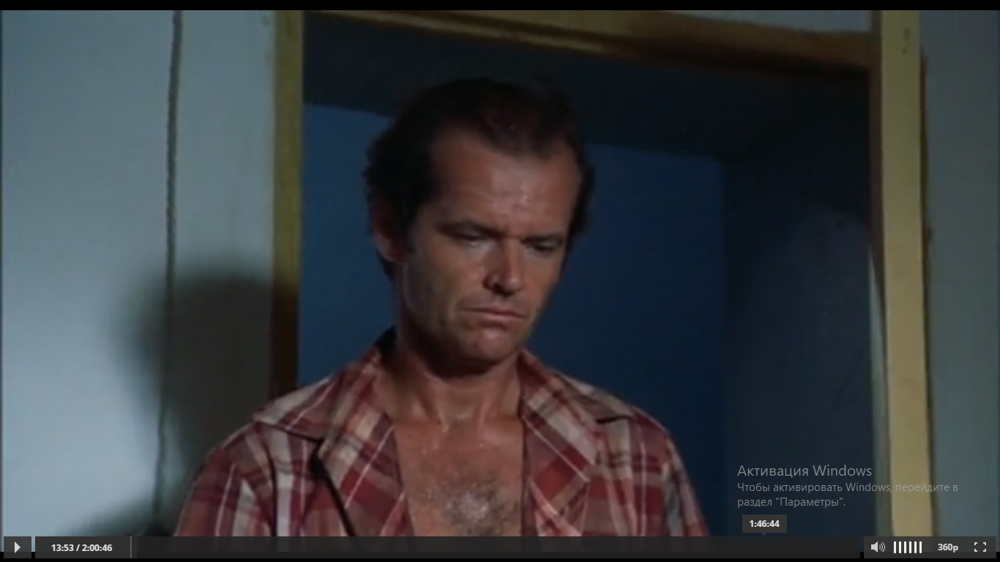 Активация Windows
Чтобы активировать Windows, перейдите в
раздел "Параметры".
1:46:44
13:53 / 2:00:46
360p